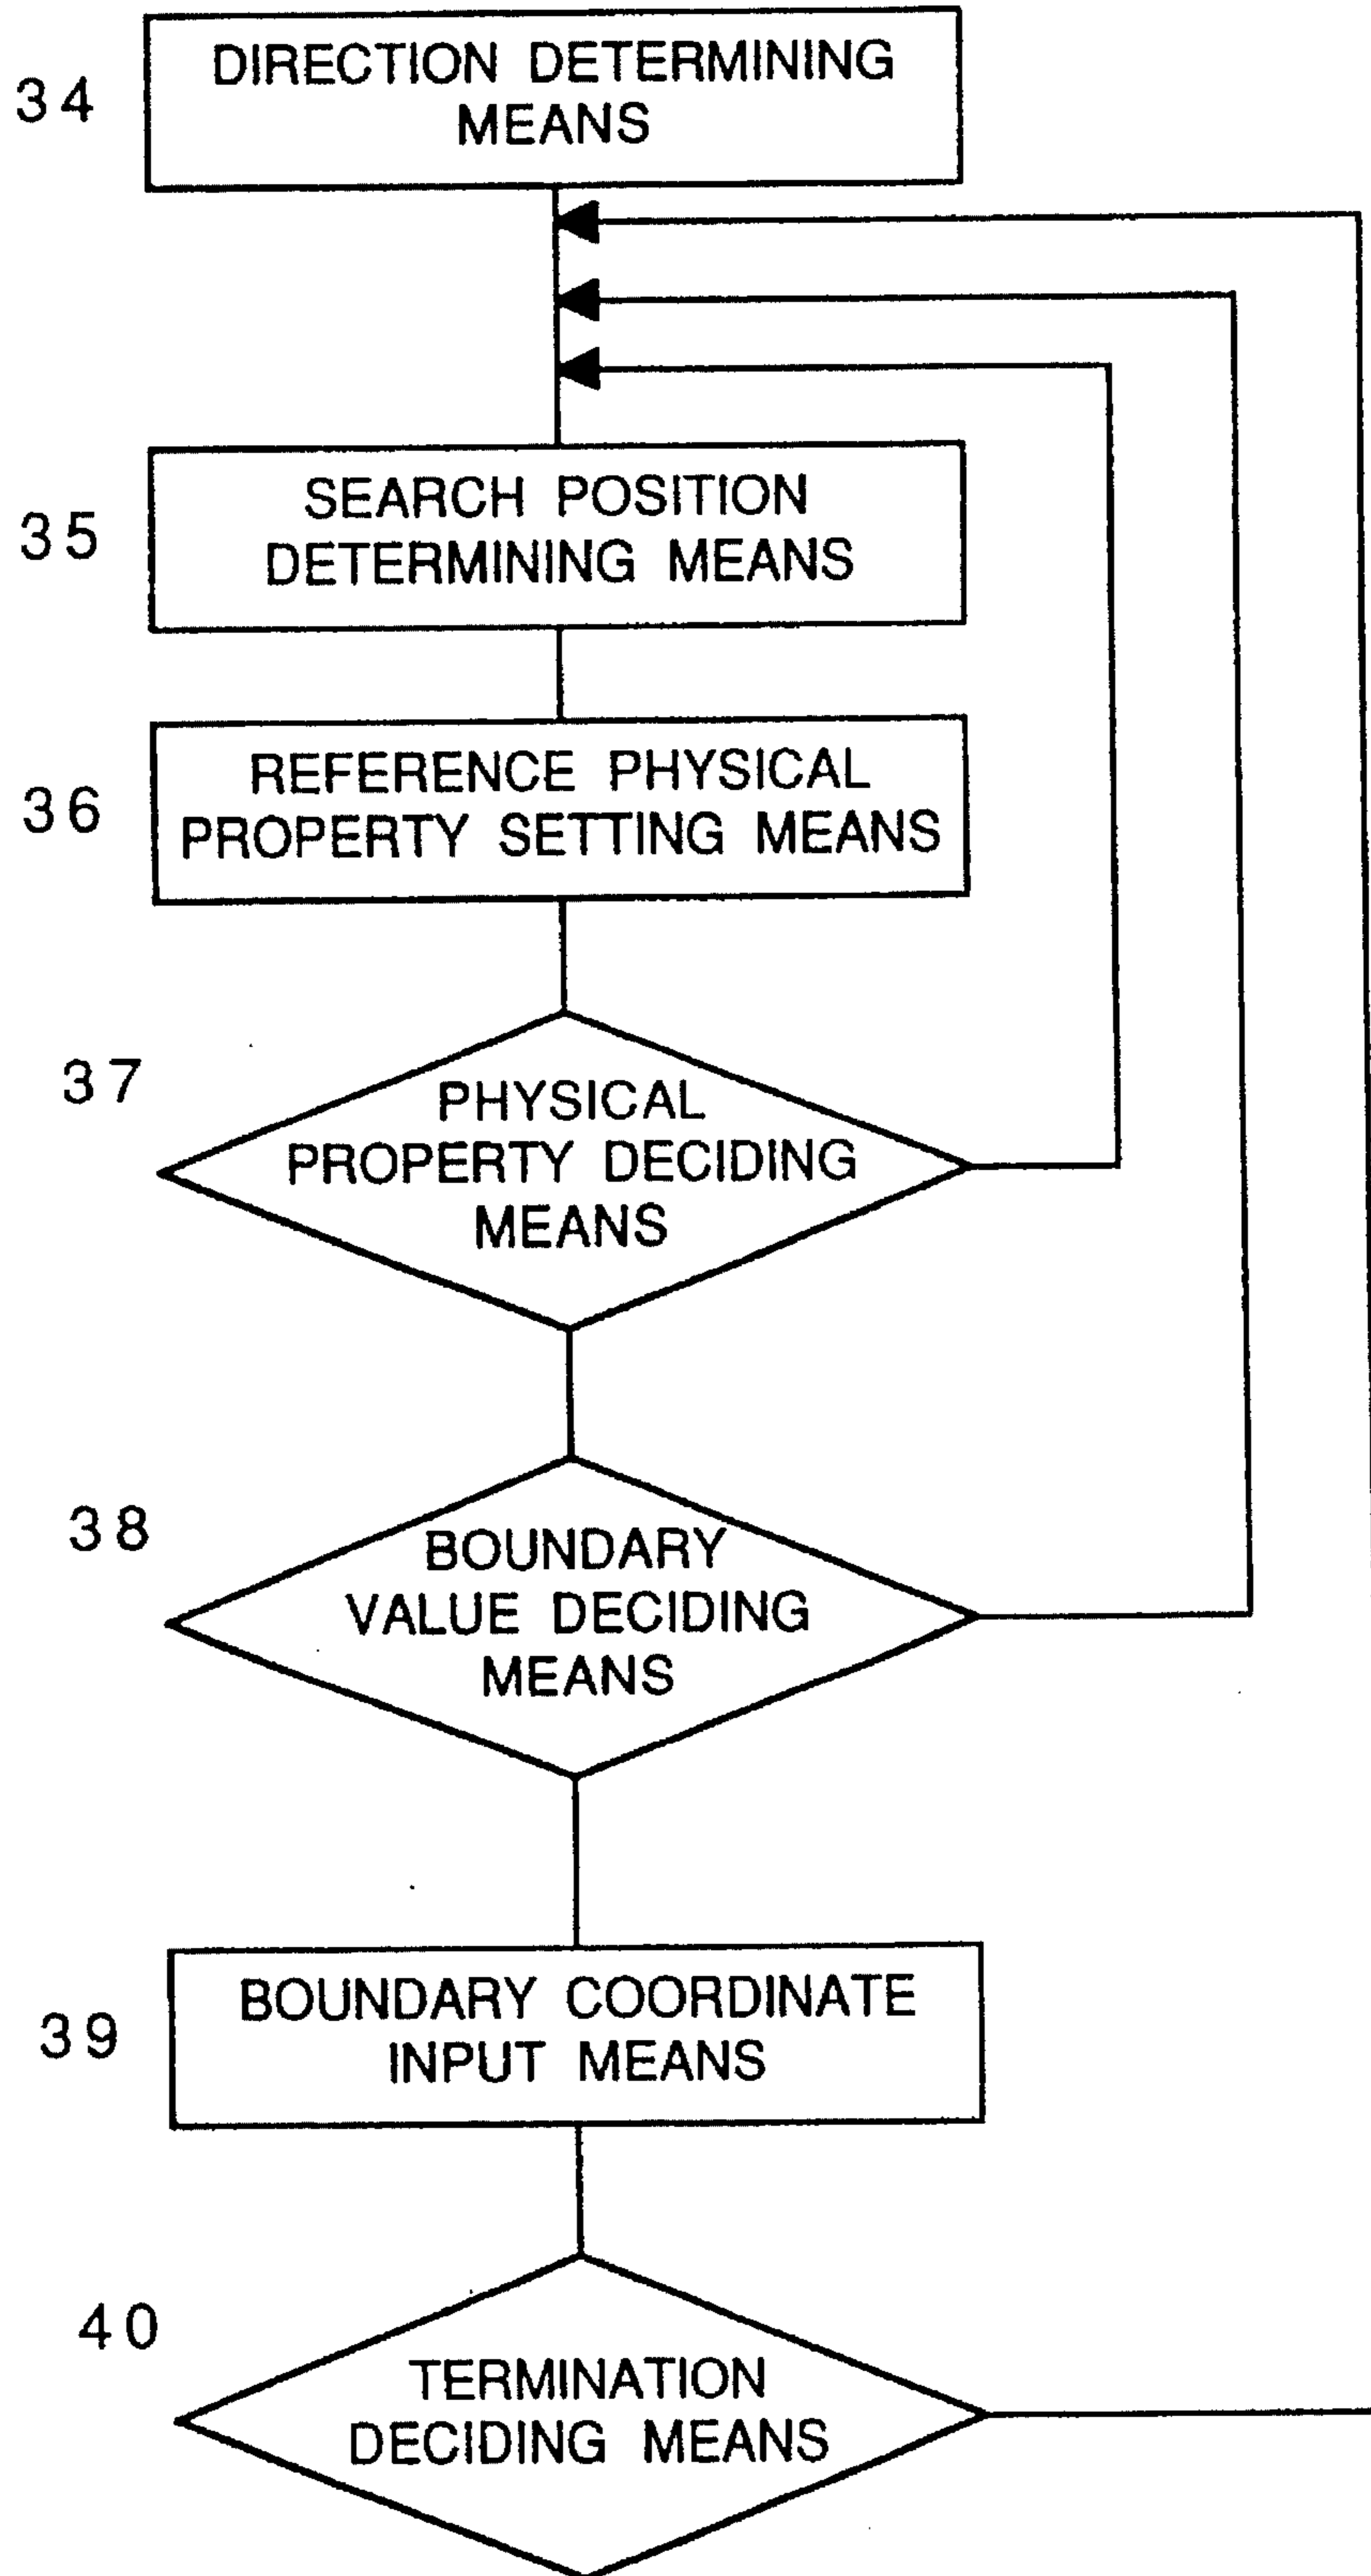 34
DIRECTION DETERMINING
MEANS
35
SEARCH POSITION
DETERMINING MEANS
36
REFERENCE PHYSICAL
PROPERTY SETTING MEANS
37
PHYSICAL
PROPERTY DECIDING
MEANS
38
BOUNDARY
VALUE DECIDING
MEANS
39
BOUNDARY COORDINATE
INPUT MEANS
40
TERMINATION
DECIDING MEANS